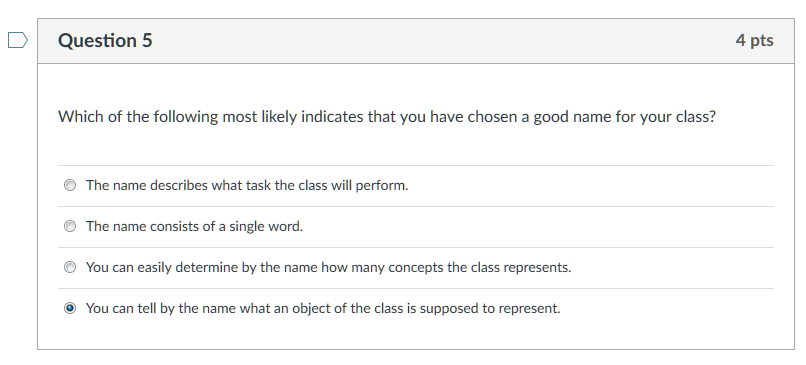 Question 5
4 pts
Which of the following most likely indicates that you have chosen a good name for your class?
The name describes what task the class will perform.
The name consists of a single word.
You can easily determine by the name how many concepts the class represents.
You can tell by the name what an object of the class is supposed to represent.